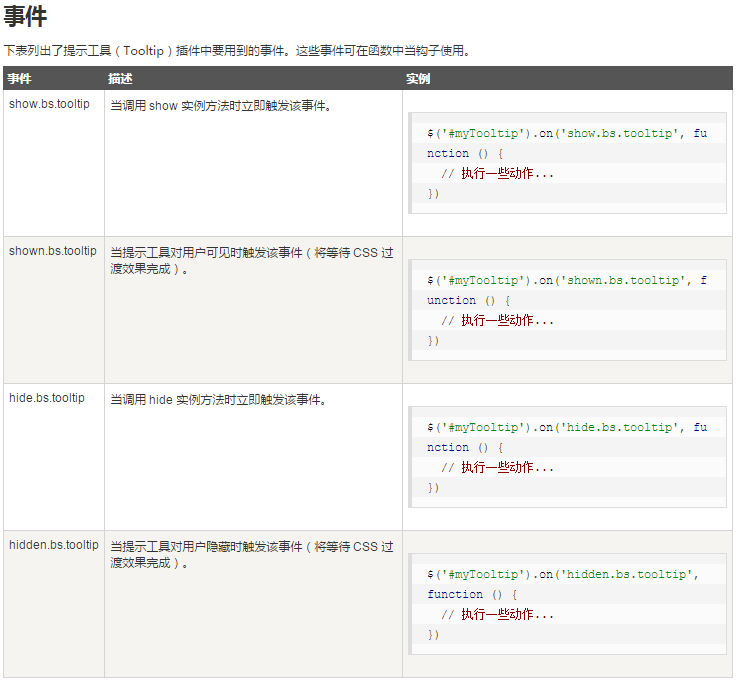 事件
下表列出了提示工具（Tooltip）插件中要用到的事件。这些事件可在函数中当钩子使用。
事件 描述 实例
show.bs.tooltip 当调用 show 实例方法时立即触发该事件。
$('#myTooltip').on('show.bs.tooltip', fu
nction () {
// 执行一些动作...
})
shown.bs.tooltip 当提示工具对用户可见时触发该事件（将等待 CSS 过
渡效果完成）。
$('#myTooltip').on('shown.bs.tooltip', f
unction () {
// 执行一些动作...
})
hide.bs.tooltip 当调用 hide 实例方法时立即触发该事件。
$('#myTooltip').on('hide.bs.tooltip', fu
nction () {
// 执行一些动作...
})
hidden.bs.tooltip 当提示工具对用户隐藏时触发该事件（将等待 CSS 过
渡效果完成）。
$('#myTooltip').on('hidden.bs.tooltip',
function () {
// 执行一些动作...
})